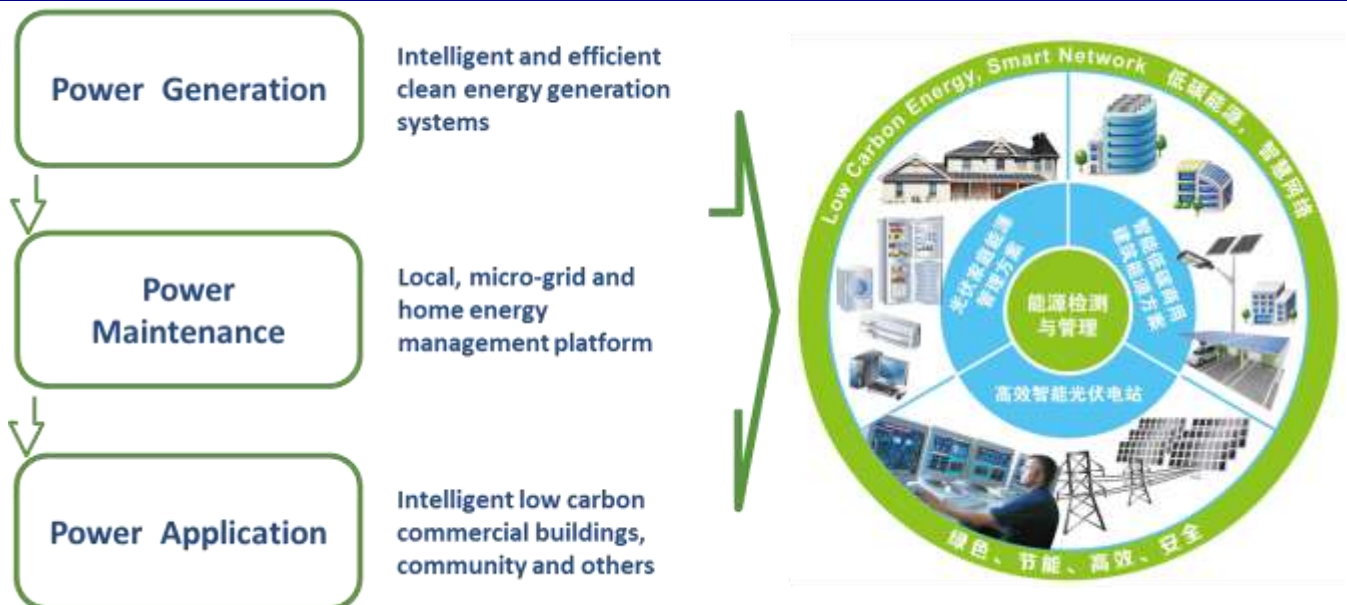 Power Generation
Intelligent and efficient
clean energy generation
systems
Power
Maintenance
Local, micro-grid and
home energy
management platform
Power Application
Intelligent low carbon
commercial buildings,
community and others
Low Carbon Energy, Smart Network 低碳能源，智慧网络
光伏家庭能源
管理方案
智能低碳商用
建筑能源方案
能源检测
与管理
高效智能光伏电站
绿色、节能、高效、安全